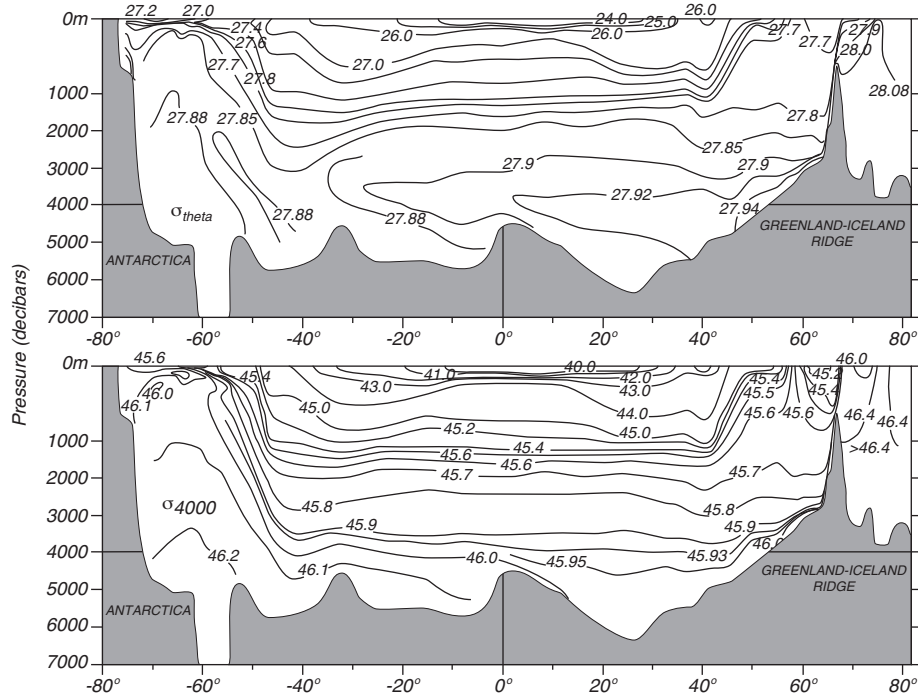 27.2 27.0 26.0
0m 27.4 24.0 25.0 27.7 27.9
27.6 26.0 26.0 27.7 28.0
27.7 27.0
27.8
1000 28.08
27.88 27.85 27.8
2000
27.85
3000 27.9 27.9
27.92
4000
σtheta 27.88 27.88 27.94
5000 GREENLAND-ICELAND
RIDGE
ANTARCTICA
6000
7000
-80° -60° -40° -20° 0° 20° 40° 60° 80°
Pressure (decibars)
45.6 46.0
0m 45.4 41.0 40.0 45.4 45.2
46.0 43.0 42.0 45.5 45.4
46.1 43.0
45.0 44.0 45.6 45.6 46.4 46.4
45.2 45.0
1000 45.4 >46.4
45.6
45.6
2000 45.7 45.7
σ4000 45.8 45.8
3000
45.9 45.9
46.0
4000 46.2 46.0 45.95 45.93
46.1 GREENLAND-ICELAND
RIDGE
5000
ANTARCTICA
6000
7000
-80° -60° -40° -20° 0° 20° 40° 60° 80°